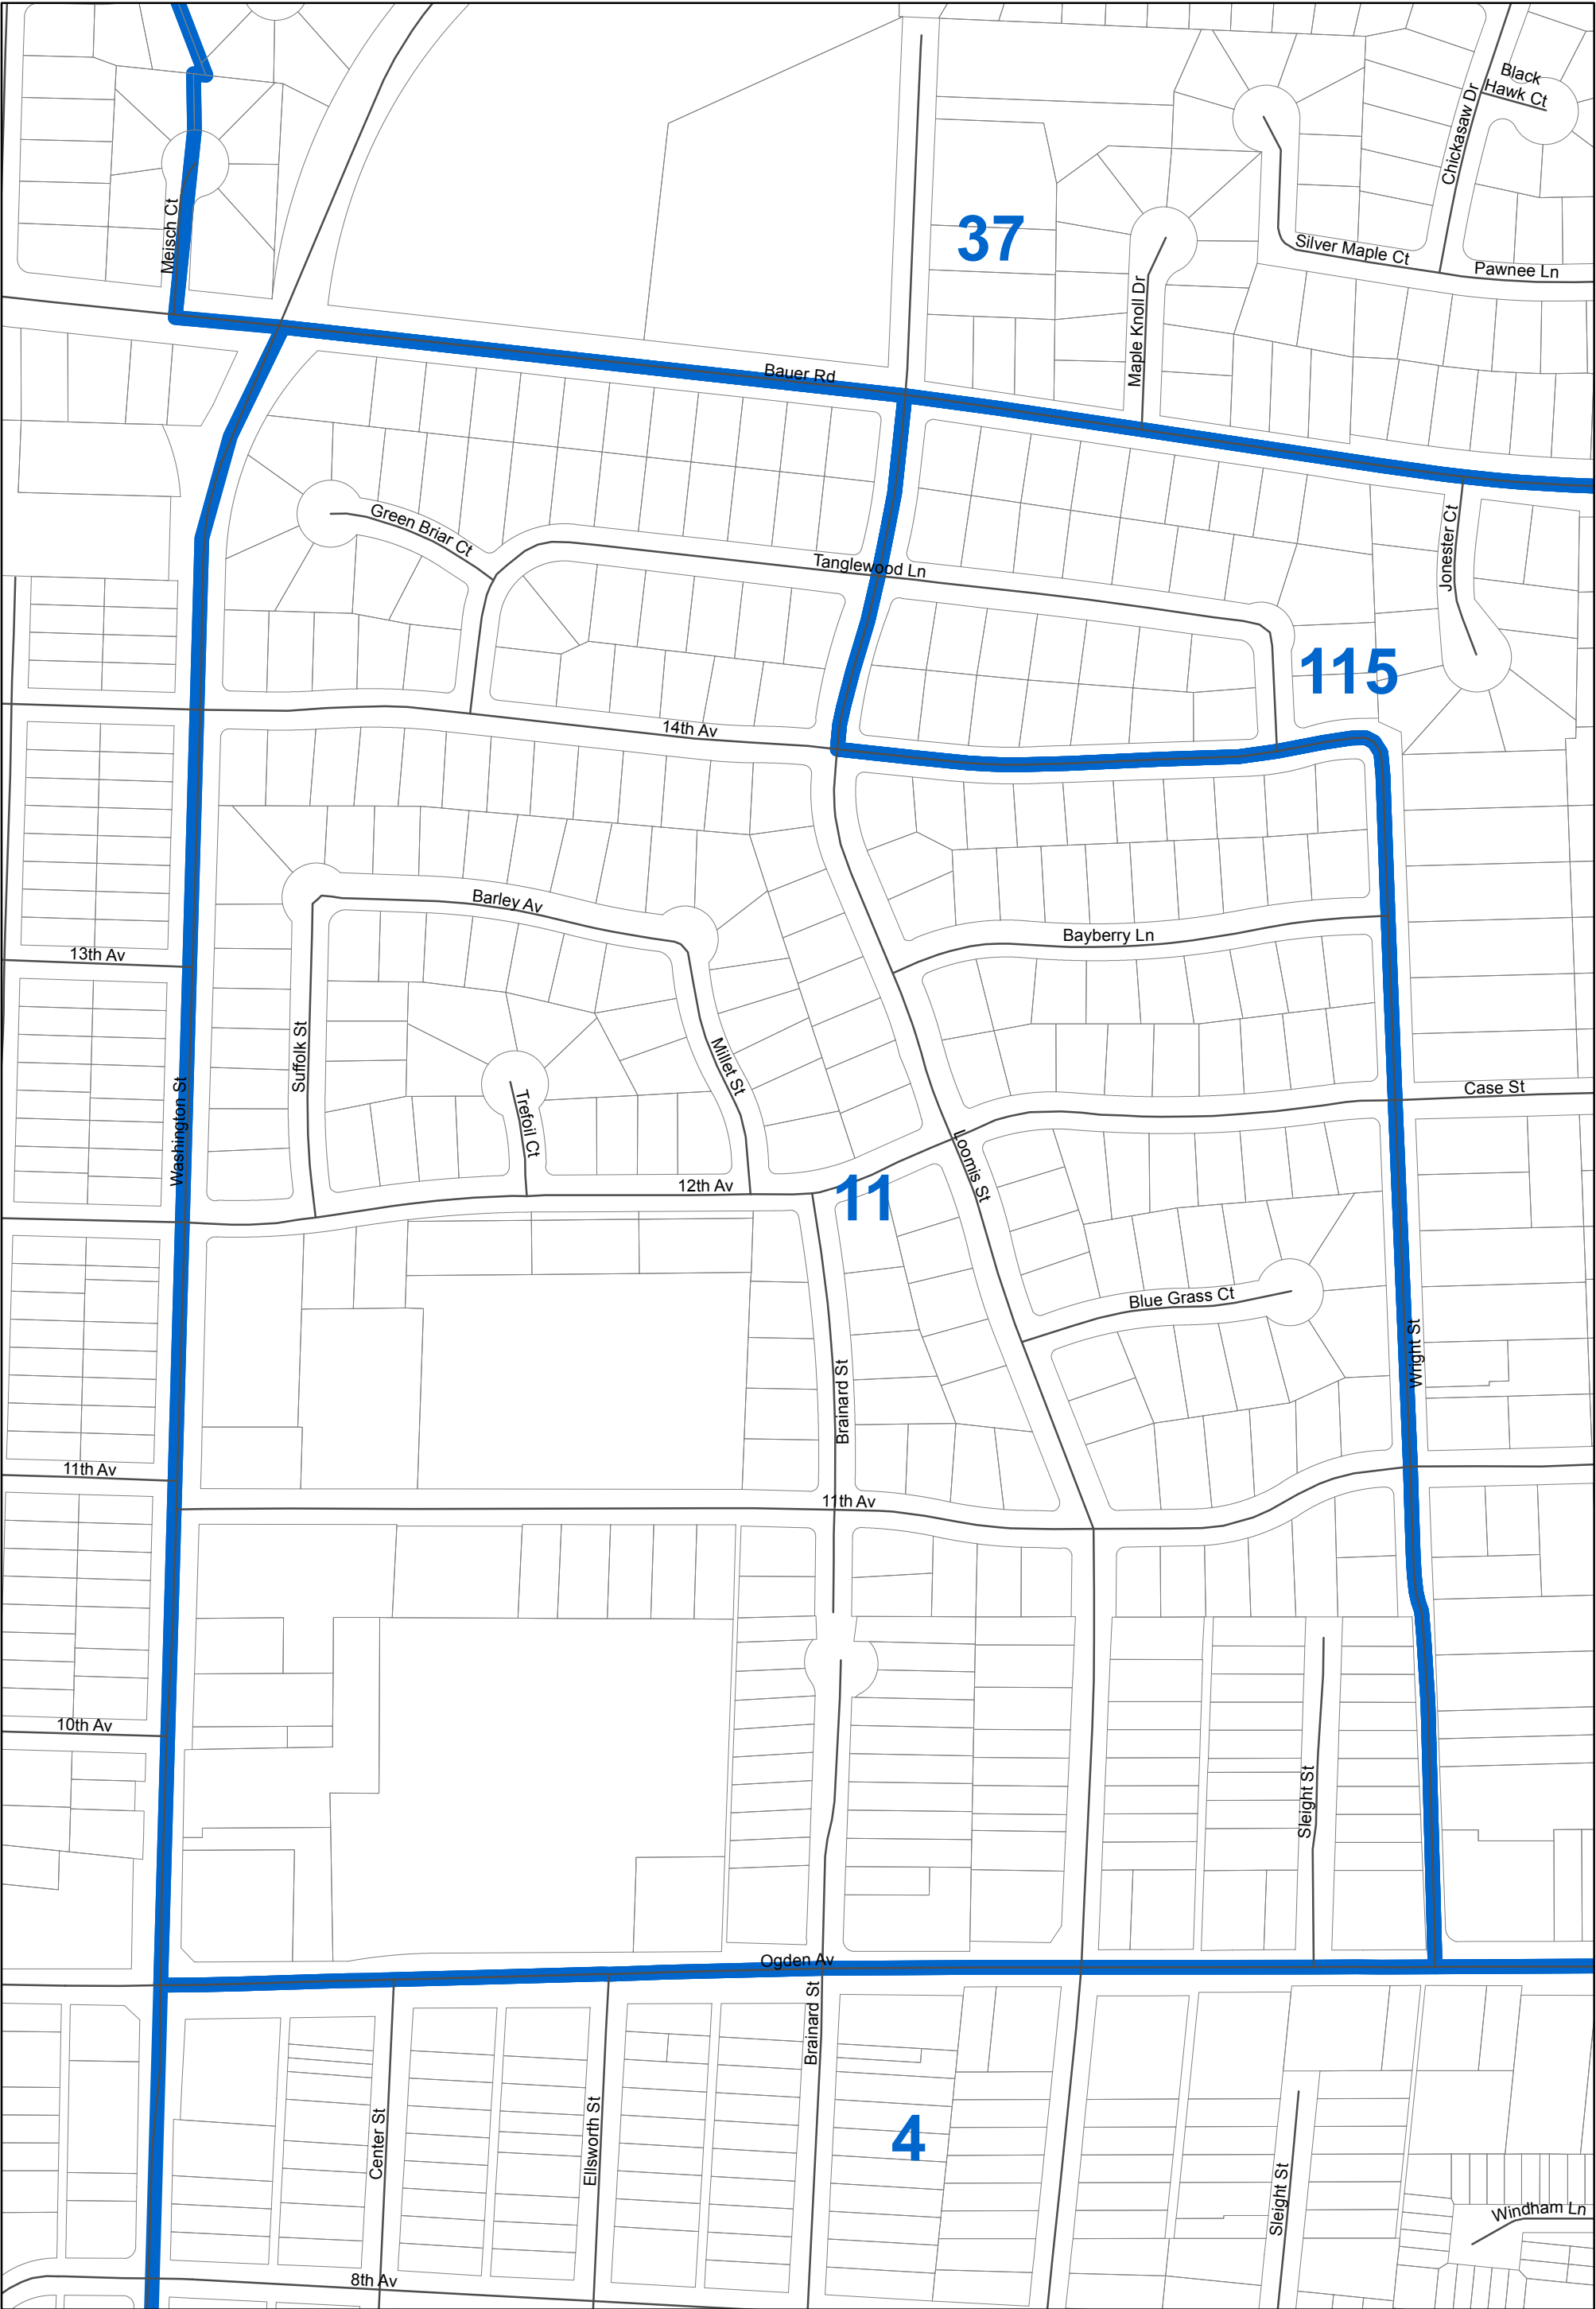 Black
Hawk Ct
Chickasaw Dr
Meisch Ct
37
Silver Maple Ct
Pawnee Ln
Maple Knoll Dr
Bauer Rd
Green Briar Ct
Tanglewood Ln
Jonester Ct
115
14th Av
Barley Av
Bayberry Ln
13th Av
Suffolk St
Millet St
Washington St
Trefoil Ct
Case St
Loomis St
12th Av
11
Blue Grass Ct
Wright St
Brainard St
11th Av
11th Av
10th Av
Sleight St
Ogden Av
Brainard St
Center St
Ellsworth St
4
Sleight St
Windham Ln
8th Av